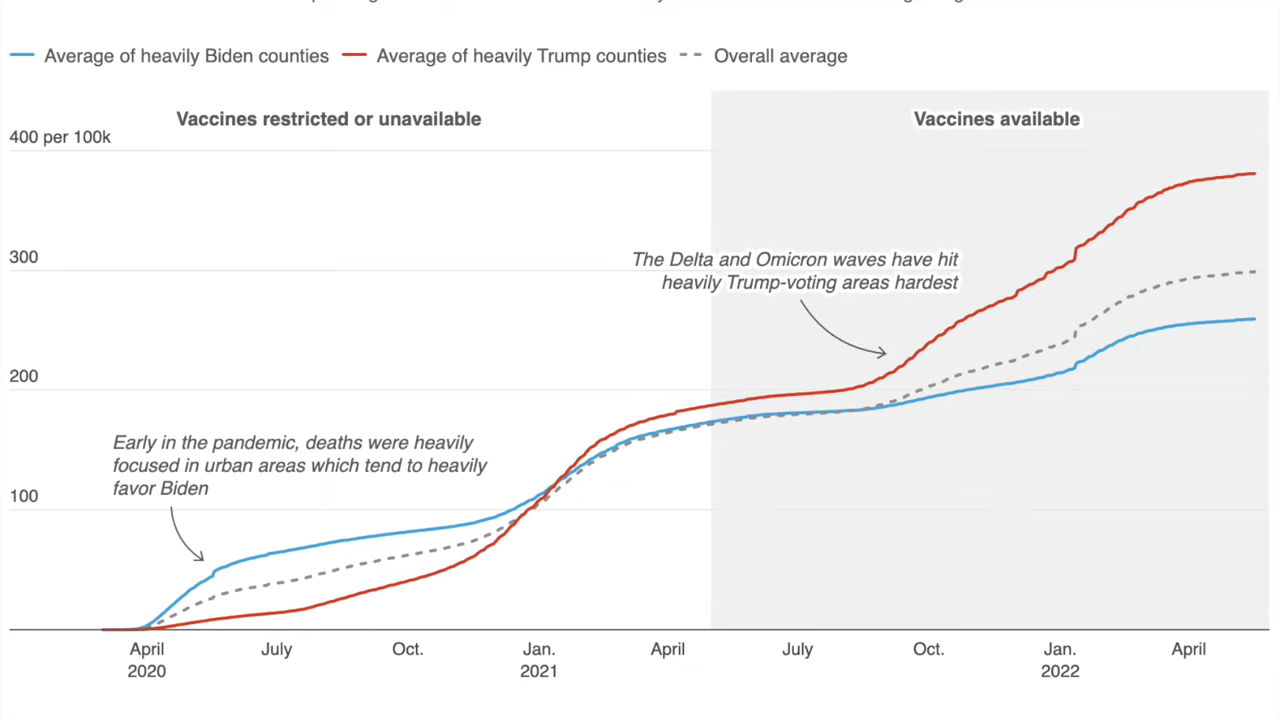 Average of heavily Biden counties Average of heavily Trump counties Overall average
Vaccines restricted or unavailable
Vaccines available
400 per 100k
300
200
100
The Delta and Omicron waves have hit
heavily Trump-voting areas hardest
Early in the pandemic, deaths were heavily
focused in urban areas which tend to heavily
favor Biden
April July Oct. Jan. April July Oct. Jan. April
2020 2021 2022